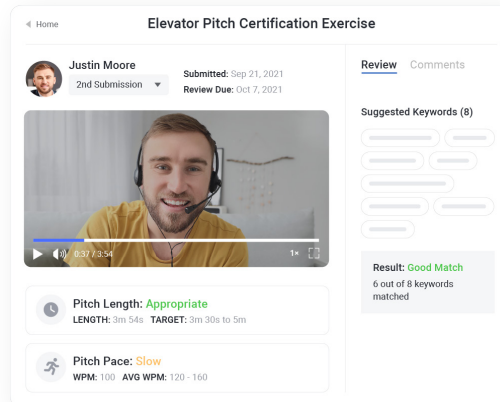 Home
Elevator Pitch Certification Exercise
Justin Moore
2nd Submission
Submitted: Sep 21, 2021
Review Due: Oct 7, 2021
0:37 / 3:54
1×
Pitch Length: Appropriate
LENGTH: 3m 54s TARGET: 3m 30s to 5m
Pitch Pace: Slow
WPM: 100 AVG WPM: 120 - 160
Review Comments
Suggested Keywords (8)
Result: Good Match
6 out of 8 keywords
matched